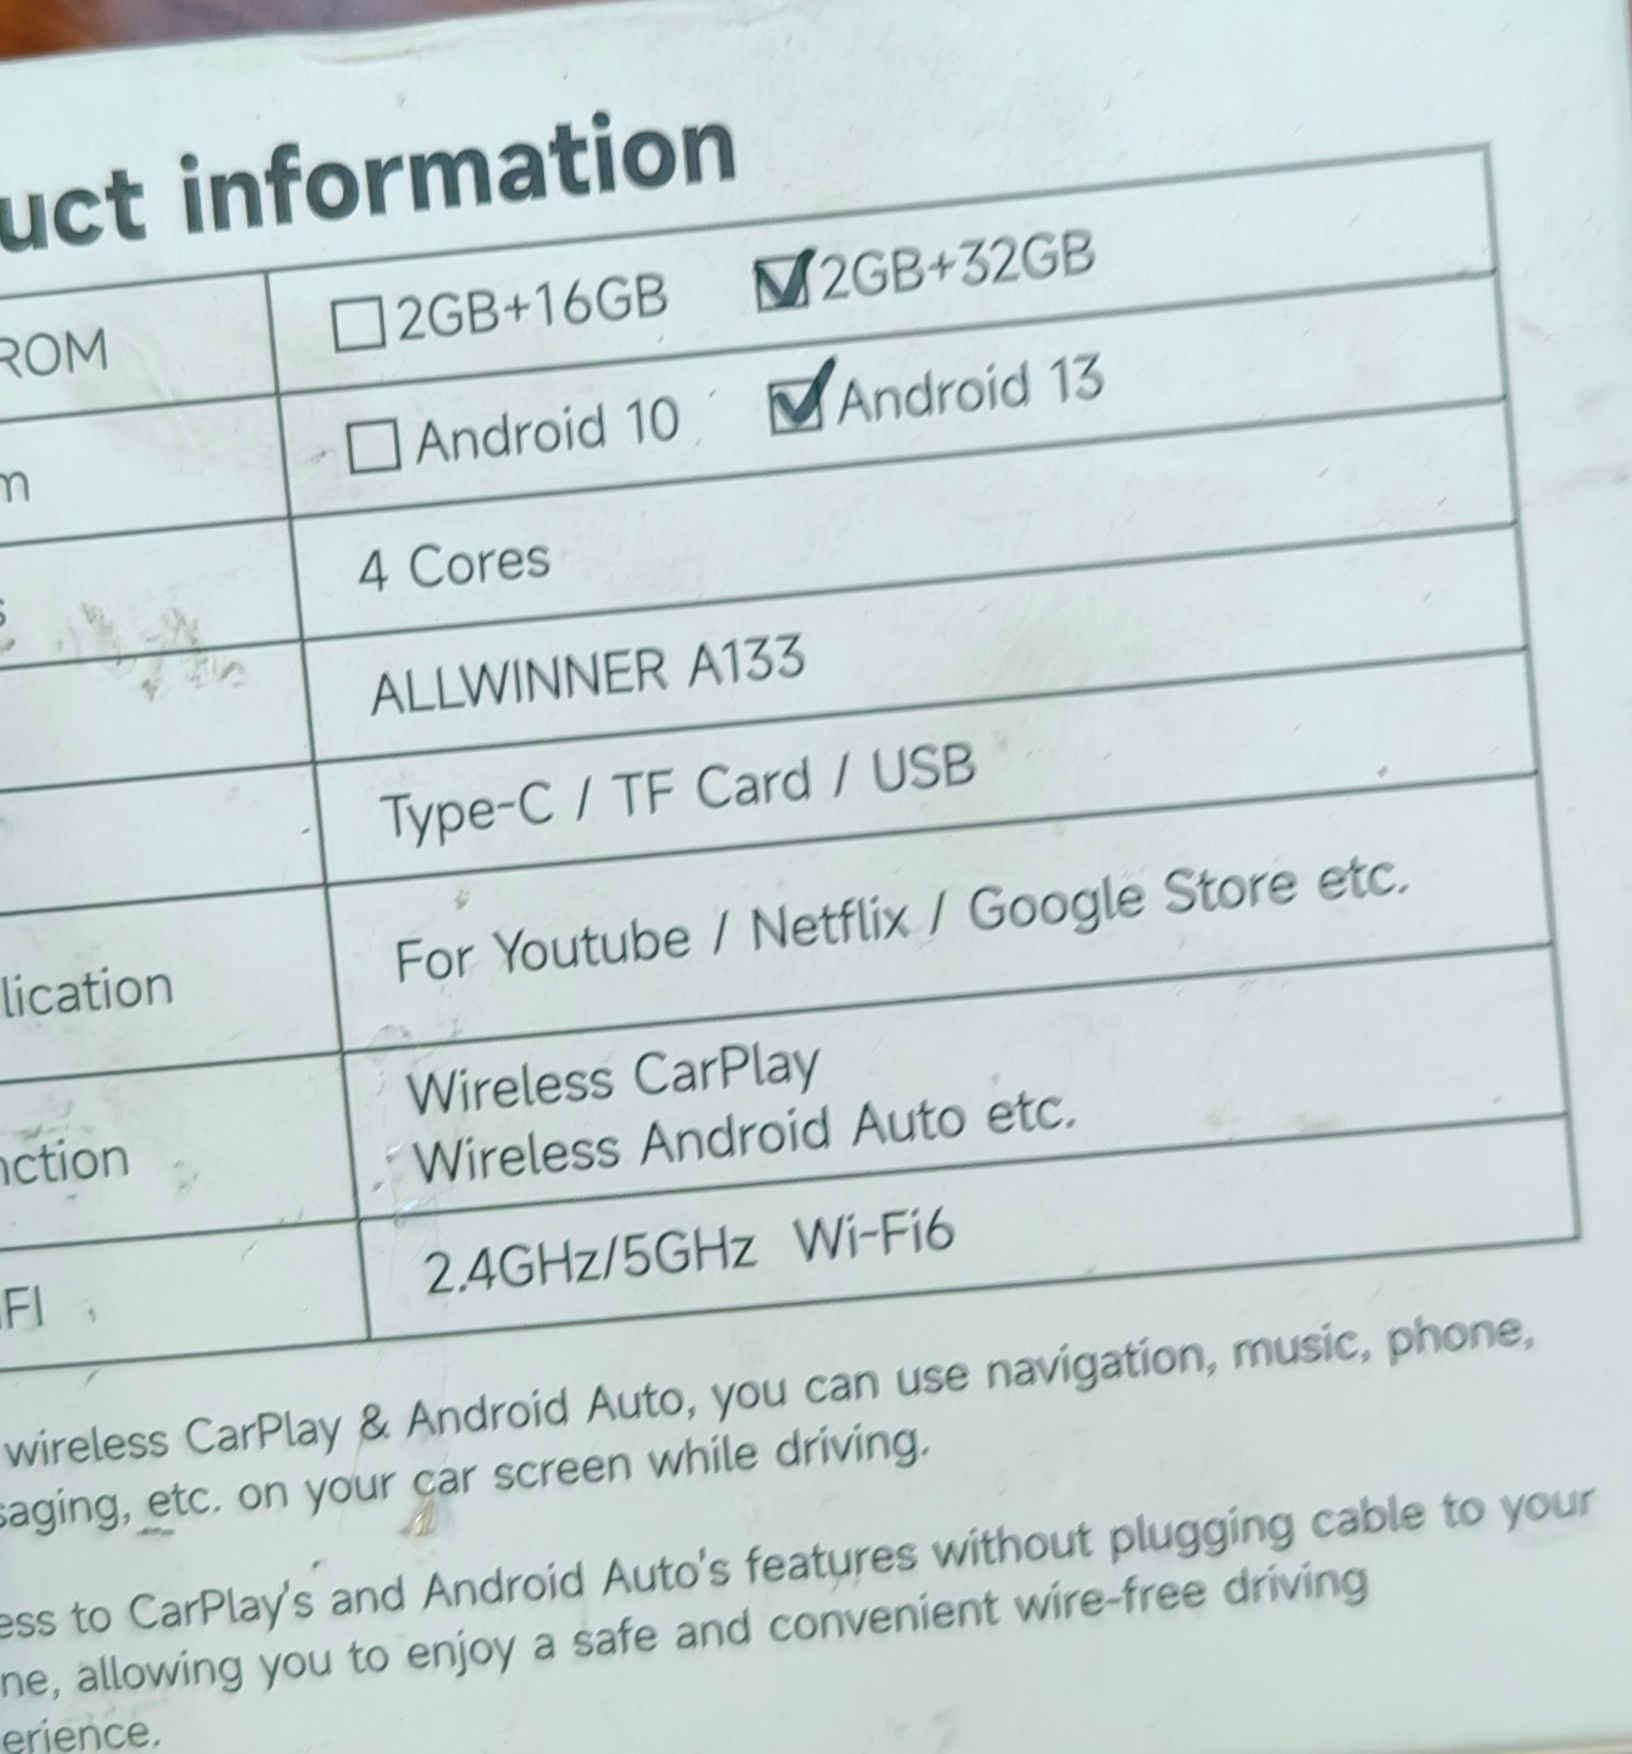 uct information
ROM
☐2GB+16GB ☑2GB+32GB
m
☐Android 10 ☑Android 13
s
4 Cores
ALLWINNER A133
Type-C / TF Card / USB
lication
For Youtube / Netflix / Google Store etc.
nction
Wireless CarPlay
Wireless Android Auto etc.
FI
2.4GHz/5GHz Wi-Fi6
wireless CarPlay & Android Auto, you can use navigation, music, phone,
saging, etc. on your car screen while driving.
ess to CarPlay's and Android Auto's features without plugging cable to your
ne, allowing you to enjoy a safe and convenient wire-free driving
erience.